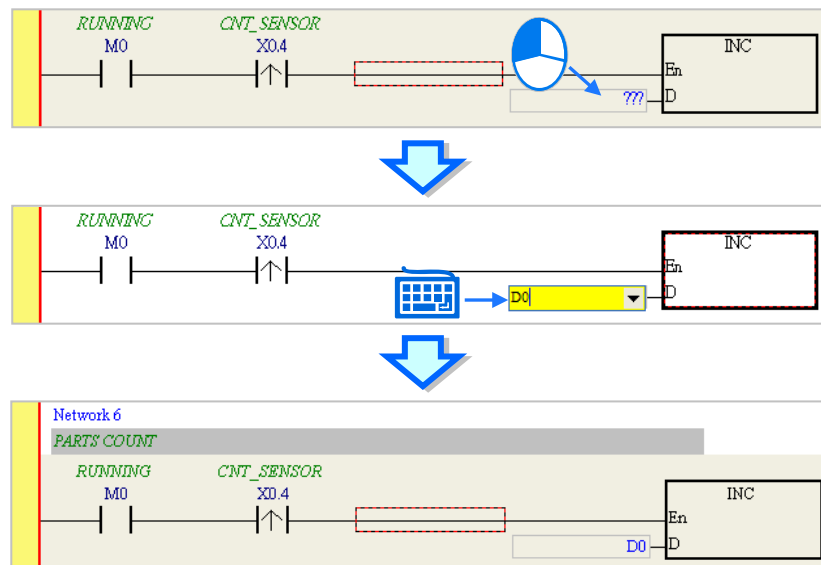 RUNNING CNT_SENSOR
M0 X0.4 INC
En
??? D
RUNNING CNT_SENSOR
M0 X0.4 INC
En
D0 D
Network 6
PARTS COUNT
RUNNING CNT_SENSOR
M0 X0.4 INC
En
D0 D